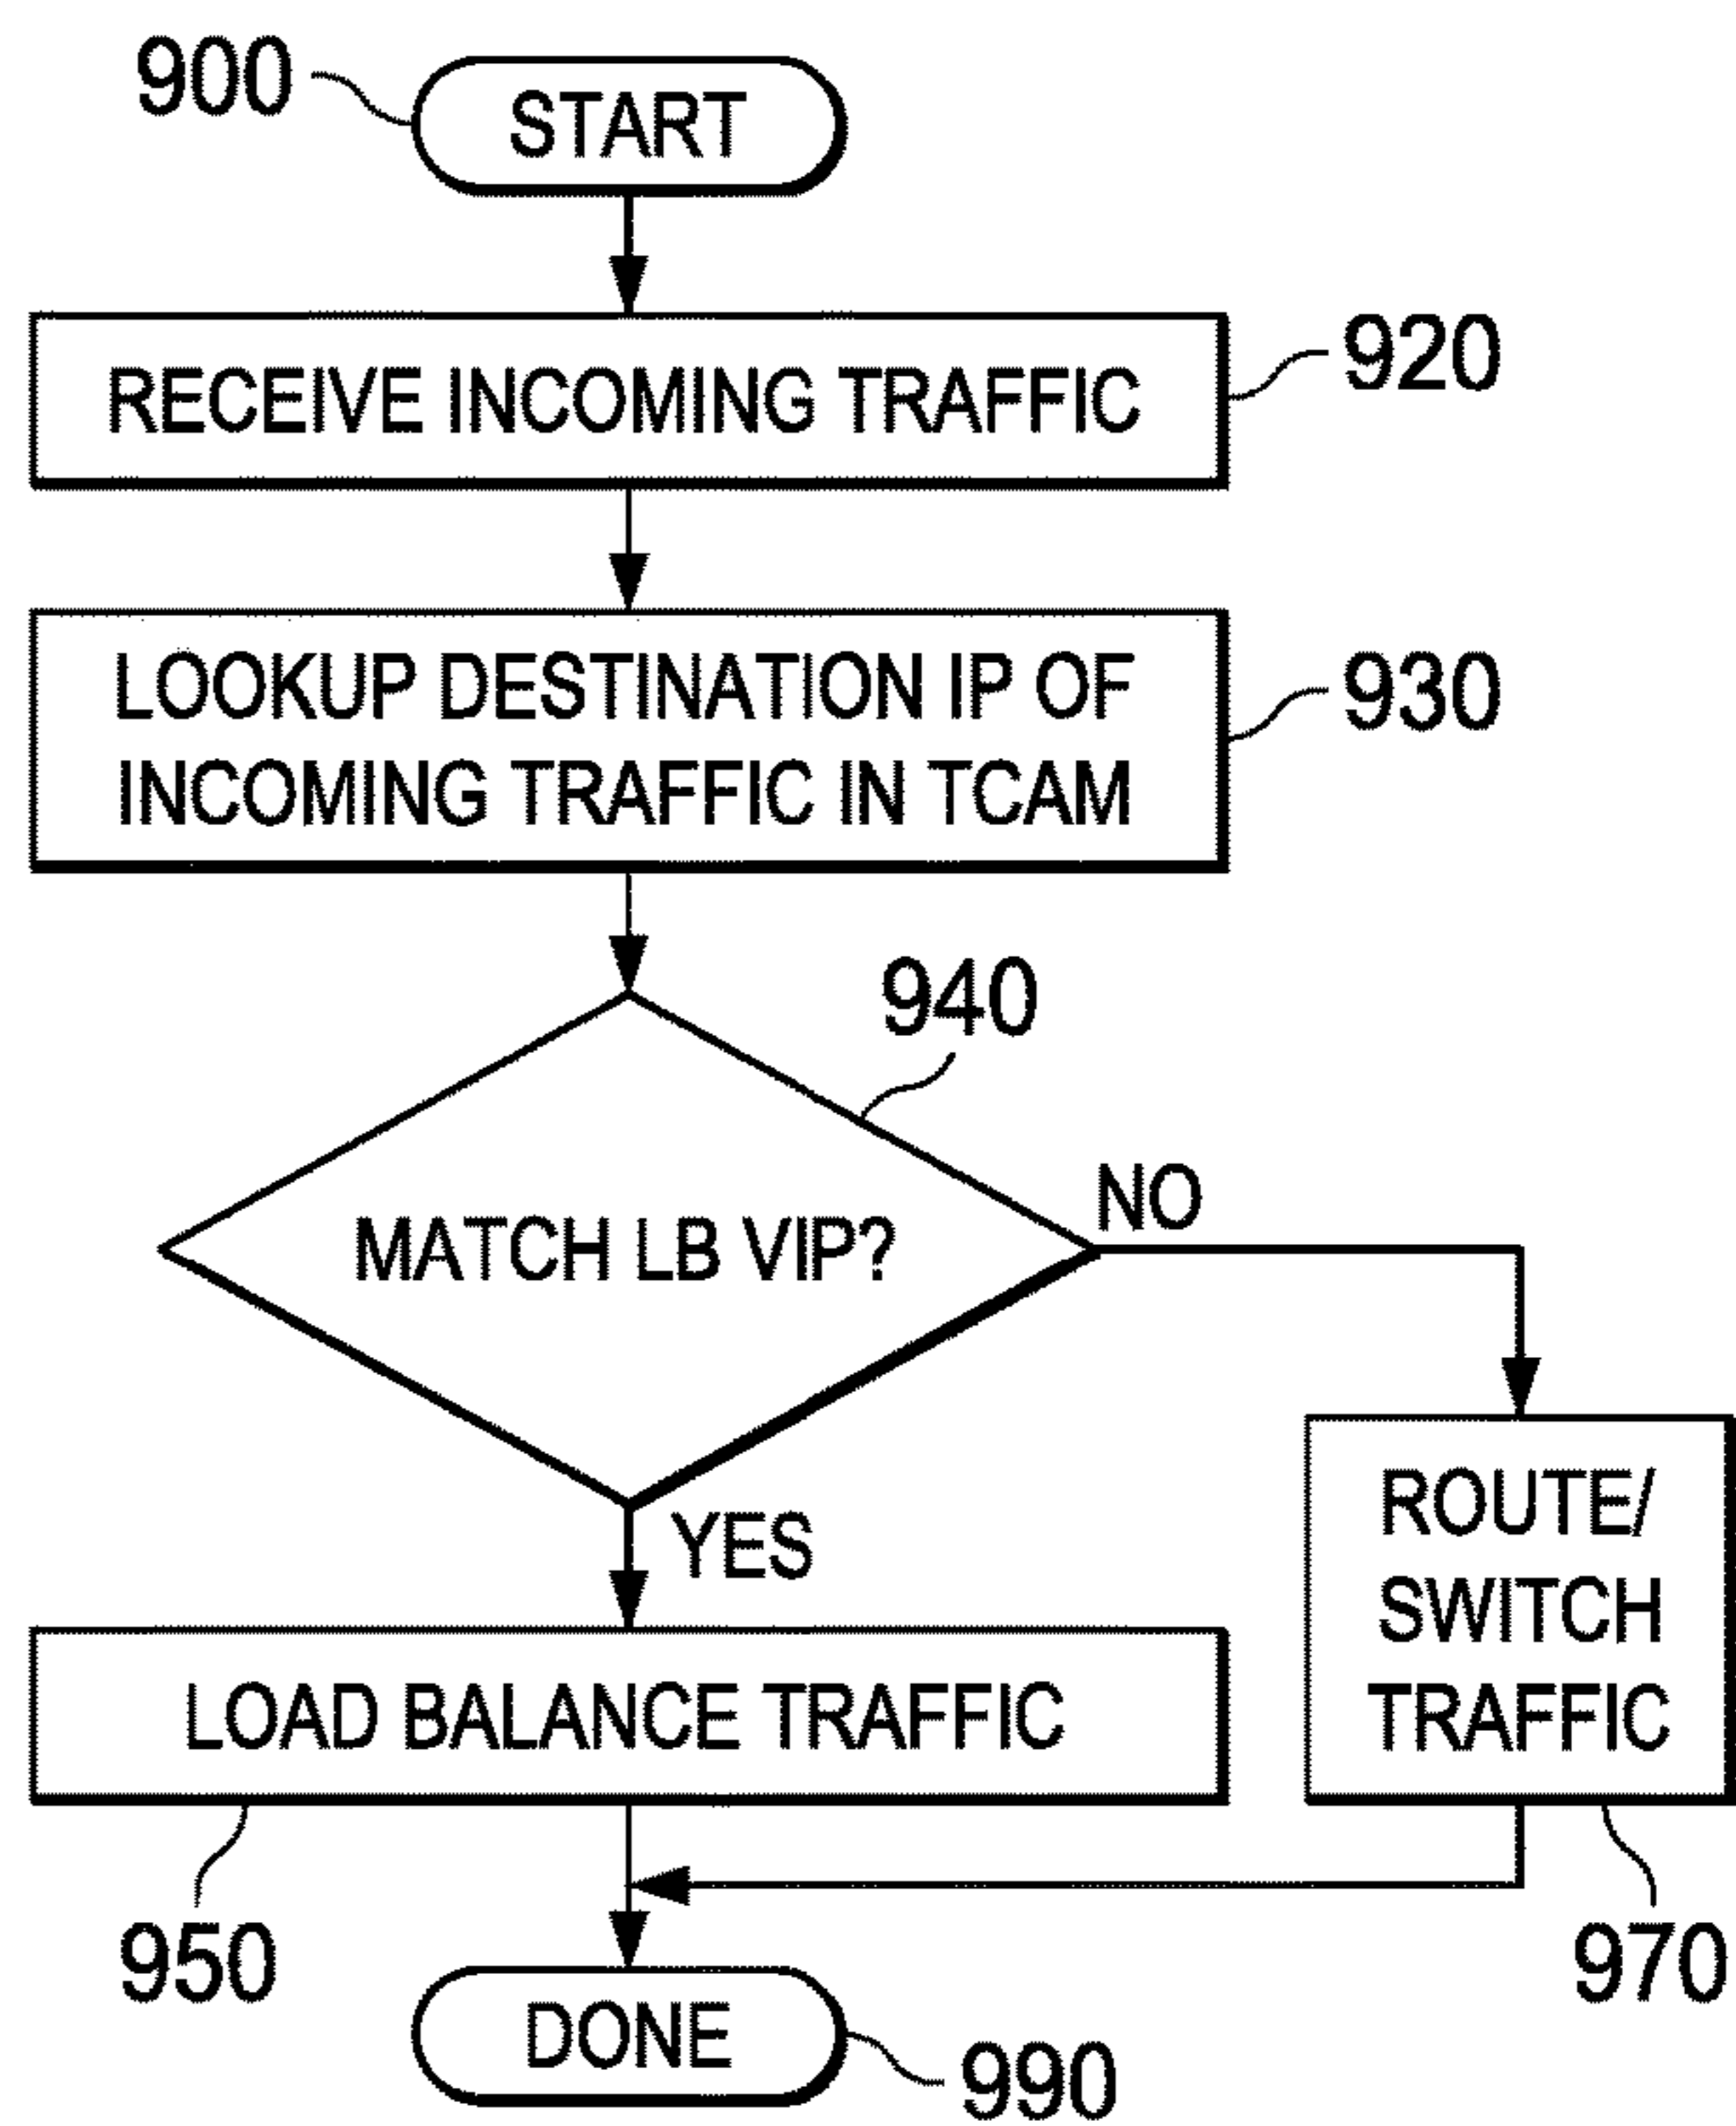 900
START
RECEIVE INCOMING TRAFFIC
920
LOOKUP DESTINATION IP OF
INCOMING TRAFFIC IN TCAM
930
940
MATCH LB VIP?
NO
YES
ROUTE/
SWITCH
TRAFFIC
LOAD BALANCE TRAFFIC
950
970
DONE
990